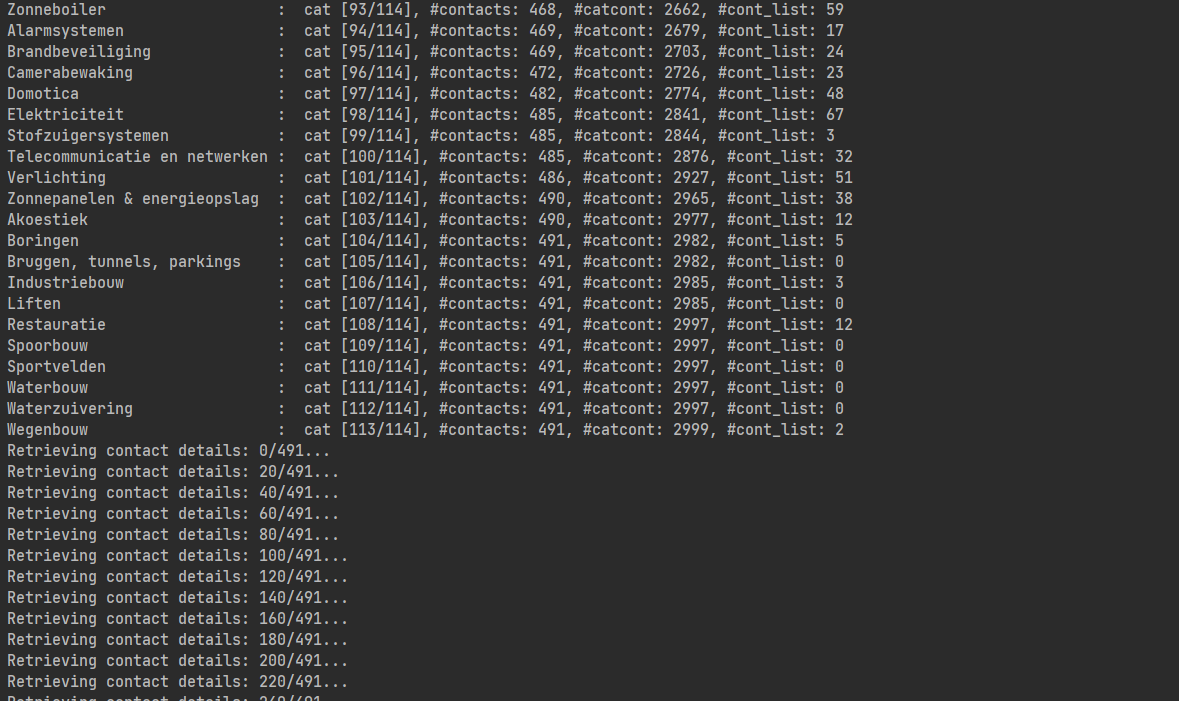 Zonneboiler                   :  cat [93/114], #contacts: 468, #catcont: 2662, #cont_list: 59
Alarmsystemen                 :  cat [94/114], #contacts: 469, #catcont: 2679, #cont_list: 17
Brandbeveiliging              :  cat [95/114], #contacts: 469, #catcont: 2703, #cont_list: 24
Camerabewaking                :  cat [96/114], #contacts: 472, #catcont: 2726, #cont_list: 23
Domotica                      :  cat [97/114], #contacts: 482, #catcont: 2774, #cont_list: 48
Elektriciteit                 :  cat [98/114], #contacts: 485, #catcont: 2841, #cont_list: 67
Stofzuigersystemen            :  cat [99/114], #contacts: 485, #catcont: 2844, #cont_list: 3
Telecommunicatie en netwerken :  cat [100/114], #contacts: 485, #catcont: 2876, #cont_list: 32
Verlichting                   :  cat [101/114], #contacts: 486, #catcont: 2927, #cont_list: 51
Zonnepanelen & energieopslag  :  cat [102/114], #contacts: 490, #catcont: 2965, #cont_list: 38
Akoestiek                     :  cat [103/114], #contacts: 490, #catcont: 2977, #cont_list: 12
Boringen                      :  cat [104/114], #contacts: 491, #catcont: 2982, #cont_list: 5
Bruggen, tunnels, parkings    :  cat [105/114], #contacts: 491, #catcont: 2982, #cont_list: 0
Industriebouw                 :  cat [106/114], #contacts: 491, #catcont: 2985, #cont_list: 3
Liften                        :  cat [107/114], #contacts: 491, #catcont: 2985, #cont_list: 0
Restauratie                   :  cat [108/114], #contacts: 491, #catcont: 2997, #cont_list: 12
Spoorbouw                     :  cat [109/114], #contacts: 491, #catcont: 2997, #cont_list: 0
Sportvelden                   :  cat [110/114], #contacts: 491, #catcont: 2997, #cont_list: 0
Waterbouw                     :  cat [111/114], #contacts: 491, #catcont: 2997, #cont_list: 0
Waterzuivering                :  cat [112/114], #contacts: 491, #catcont: 2997, #cont_list: 0
Wegenbouw                     :  cat [113/114], #contacts: 491, #catcont: 2999, #cont_list: 2
Retrieving contact details: 0/491...
Retrieving contact details: 20/491...
Retrieving contact details: 40/491...
Retrieving contact details: 60/491...
Retrieving contact details: 80/491...
Retrieving contact details: 100/491...
Retrieving contact details: 120/491...
Retrieving contact details: 140/491...
Retrieving contact details: 160/491...
Retrieving contact details: 180/491...
Retrieving contact details: 200/491...
Retrieving contact details: 220/491...